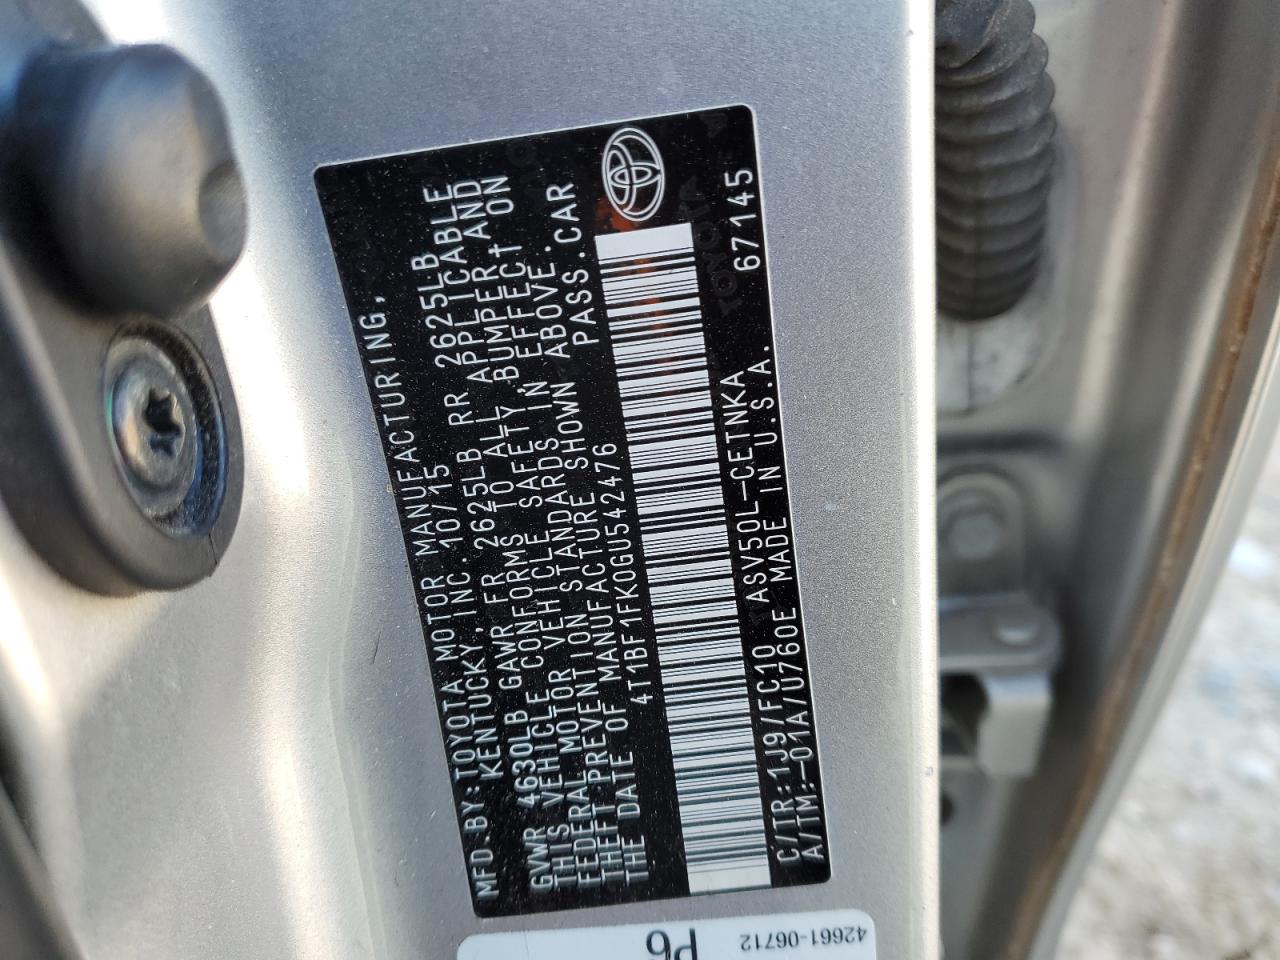 MFD.BY:TOYOTA MOTOR MANUFACTURING,
KENTUCKY,INC. 10/15
GVWR 4630LB GAWR FR 2625LB RR 2625LB
THIS VEHICLE CONFORMS TO ALL APPLICABLE
FEDERAL MOTOR VEHICLE SAFETY, BUMPER, AND
THEFT PREVENTION STANDARDS IN EFFECT ON
THE DATE OF MANUFACTURE SHOWN ABOVE.
4T1BF1FK0GU542476 PASS.CAR
C/TR:1J9/FC10 ASV50L-CETNKA 67145
A/TM:-01A/U760E MADE IN U.S.A.
42661-06712
P6